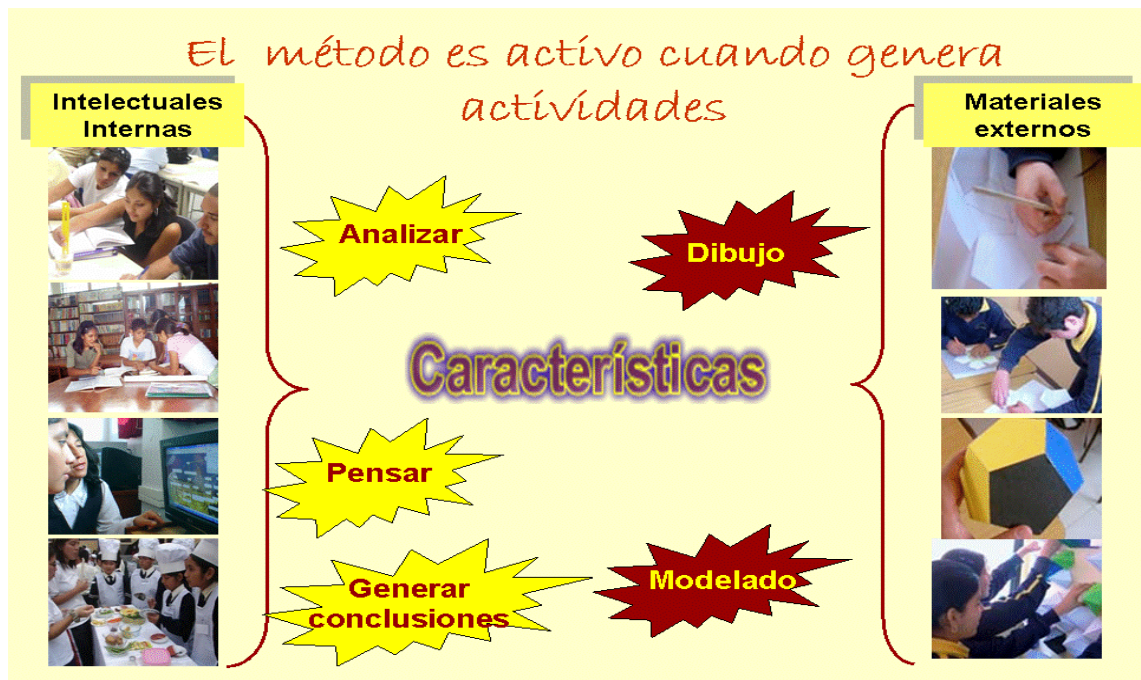 El método es activo cuando genera
actividades
Intelectuales
Internas
Materiales
externos
Analizar
Dibujo
Características
Pensar
Generar
conclusiones
Modelado